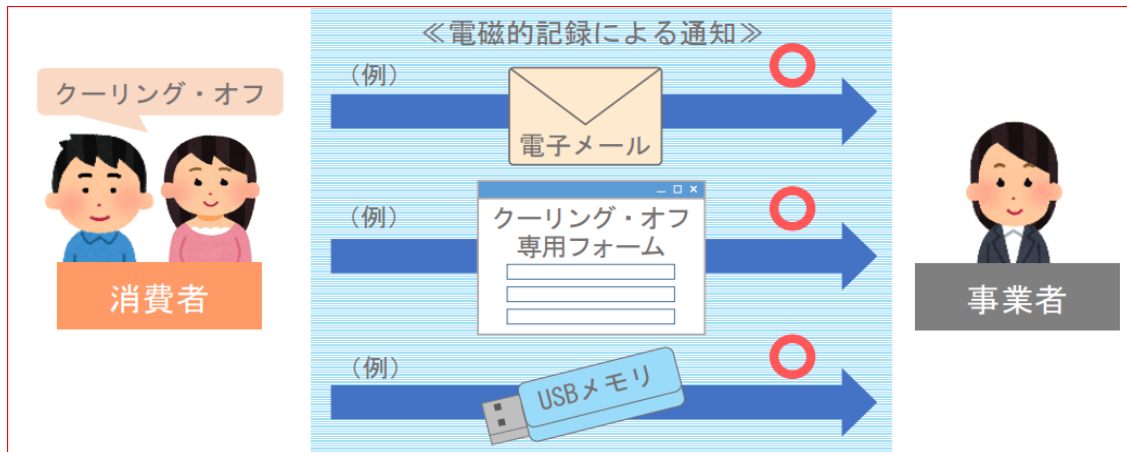 ≪電磁的記録による通知≫
クーリング・オフ
（例）
電子メール
（例）
クーリング・オフ
専用フォーム
消費者
事業者
（例）
USBメモリ